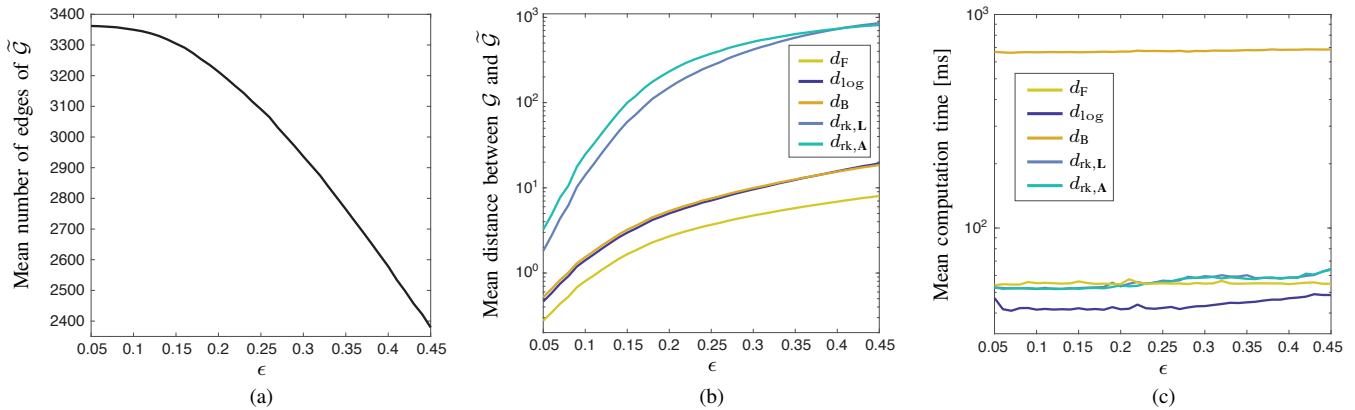 3400
3300
3200
3100
3000
2900
2800
2700
2600
2500
2400
Mean number of edges of 𝒢̃
0.05 0.1 0.15 0.2 0.25 0.3 0.35 0.4 0.45
ϵ
(a)
10³
10²
10¹
10⁰
Mean distance between 𝒢 and 𝒢̃
d_F
d_log
d_B
d_rk,L
d_rk,A
0.05 0.1 0.15 0.2 0.25 0.3 0.35 0.4 0.45
ϵ
(b)
10³
10²
Mean computation time [ms]
d_F
d_log
d_B
d_rk,L
d_rk,A
0.05 0.1 0.15 0.2 0.25 0.3 0.35 0.4 0.45
ϵ
(c)